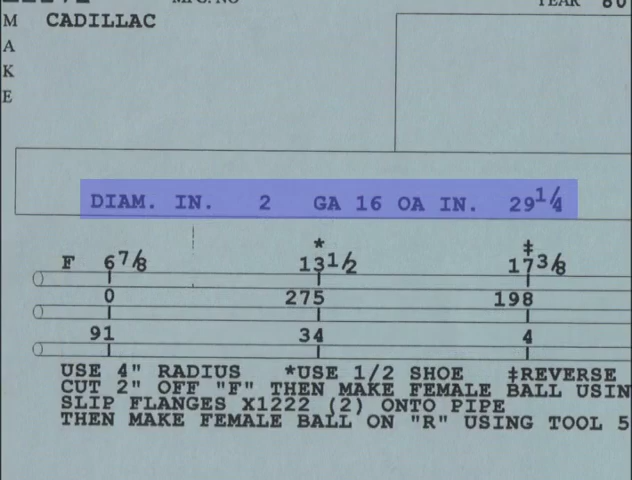 YEAR 80
M CADILLAC
A
K
E
DIAM. IN. 2 GA 16 OA IN. 29 1/4
* ‡
F 6 7/8 13 1/2 17 3/8
0 275 198
91 34 4
USE 4" RADIUS *USE 1/2 SHOE ‡REVERSE
CUT 2" OFF "F" THEN MAKE FEMALE BALL USIN
SLIP FLANGES X1222 (2) ONTO PIPE
THEN MAKE FEMALE BALL ON "R" USING TOOL 5